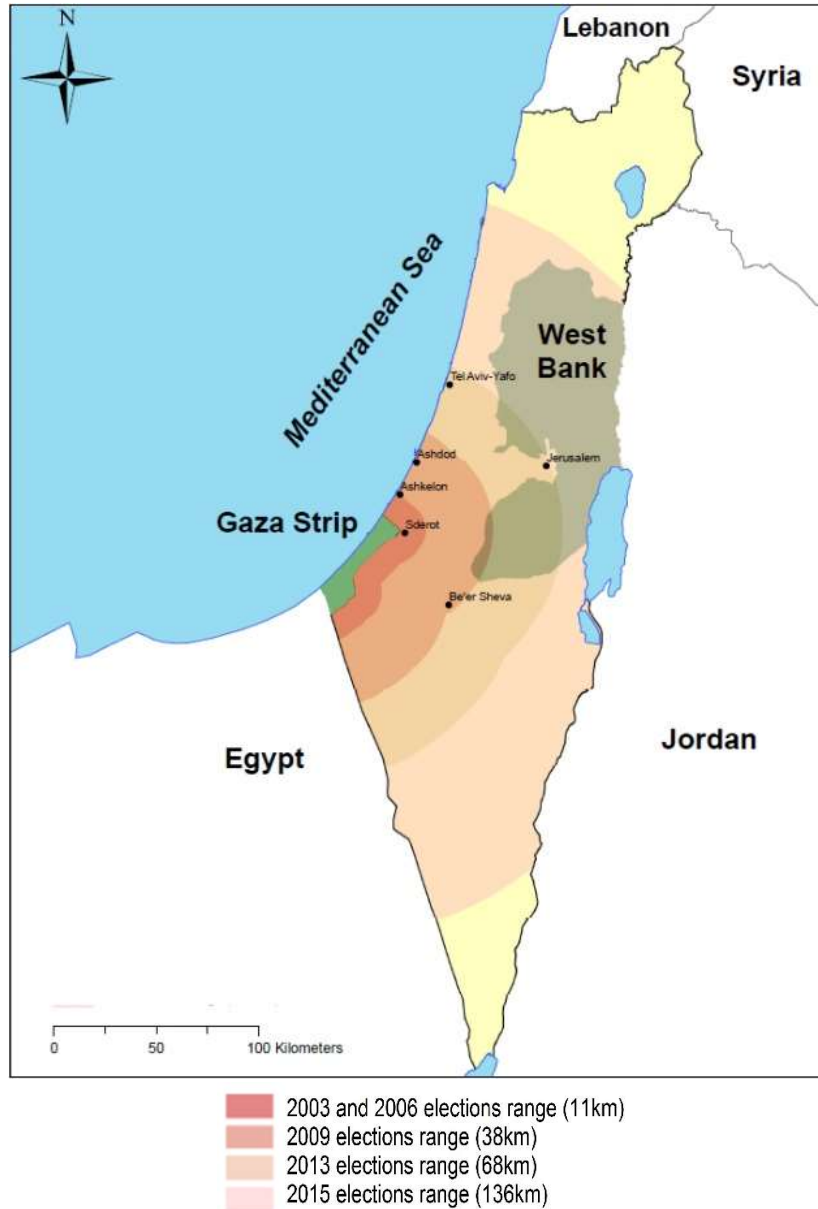 N
Lebanon
Syria
Mediterranean Sea
West
Bank
Tel Aviv-Yafo
Ashdod
Jerusalem
Ashkelon
Gaza Strip
Sderot
Be'er Sheva
Egypt
Jordan
0 50 100 Kilometers
2003 and 2006 elections range (11km)
2009 elections range (38km)
2013 elections range (68km)
2015 elections range (136km)